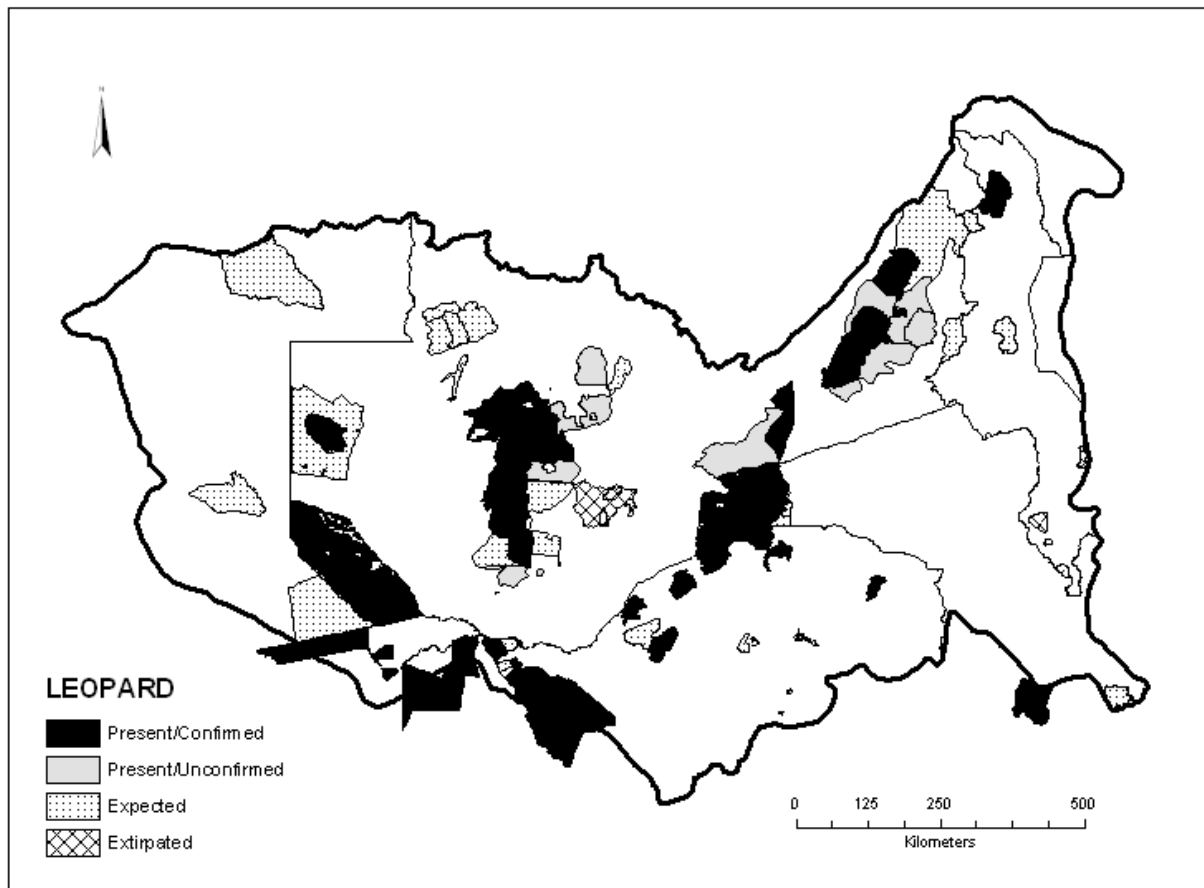 N
LEOPARD
Present/Confirmed
Present/Unconfirmed
Expected
Extirpated
0 125 250 500
Kilometers